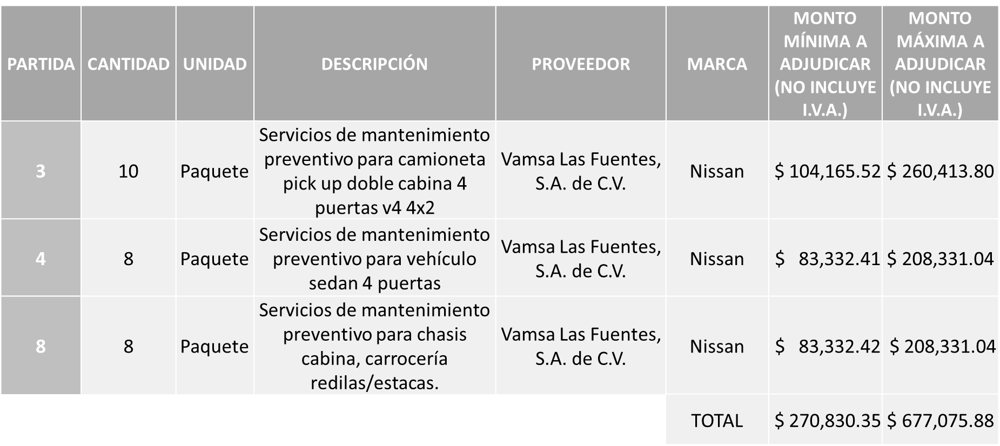 PARTIDA CANTIDAD UNIDAD DESCRIPCIÓN PROVEEDOR MARCA
MONTO
MÍNIMA A
ADJUDICAR
(NO INCLUYE
I.V.A.)
MONTO
MÁXIMA A
ADJUDICAR
(NO INCLUYE
I.V.A.)
3
10
Paquete
Servicios de mantenimiento
preventivo para camioneta
pick up doble cabina 4
puertas v4 4x2
Vamsa Las Fuentes,
S.A. de C.V.
Nissan
$ 104,165.52
$ 260,413.80
4
8
Paquete
Servicios de mantenimiento
preventivo para vehículo
sedan 4 puertas
Vamsa Las Fuentes,
S.A. de C.V.
Nissan
$ 83,332.41
$ 208,331.04
8
8
Paquete
Servicios de mantenimiento
preventivo para chasis
cabina, carrocería
redilas/estacas.
Vamsa Las Fuentes,
S.A. de C.V.
Nissan
$ 83,332.42
$ 208,331.04
TOTAL
$ 270,830.35
$ 677,075.88